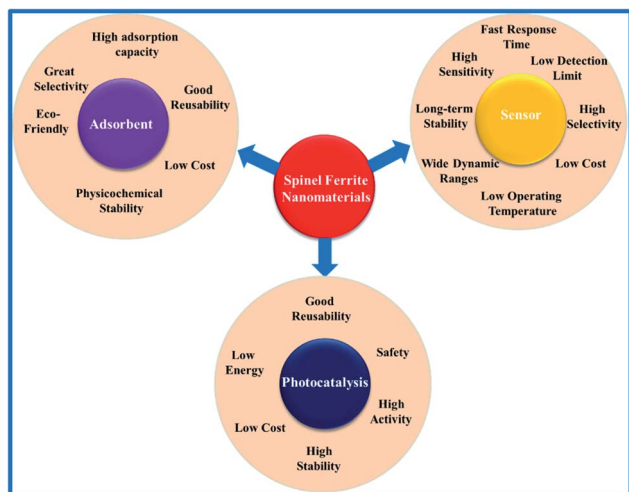 High adsorption
capacity
Great
Selectivity
Eco-
Friendly
Good
Reusability
Adsorbent
Low Cost
Physicochemical
Stability
Fast Response
Time
High
Sensitivity
Low Detection
Limit
Long-term
Stability
Sensor
High
Selectivity
Wide Dynamic
Ranges
Low Cost
Low Operating
Temperature
Spinel Ferrite
Nanomaterials
Good
Reusability
Low
Energy
Safety
Photocatalysis
High
Activity
Low Cost
High
Stability